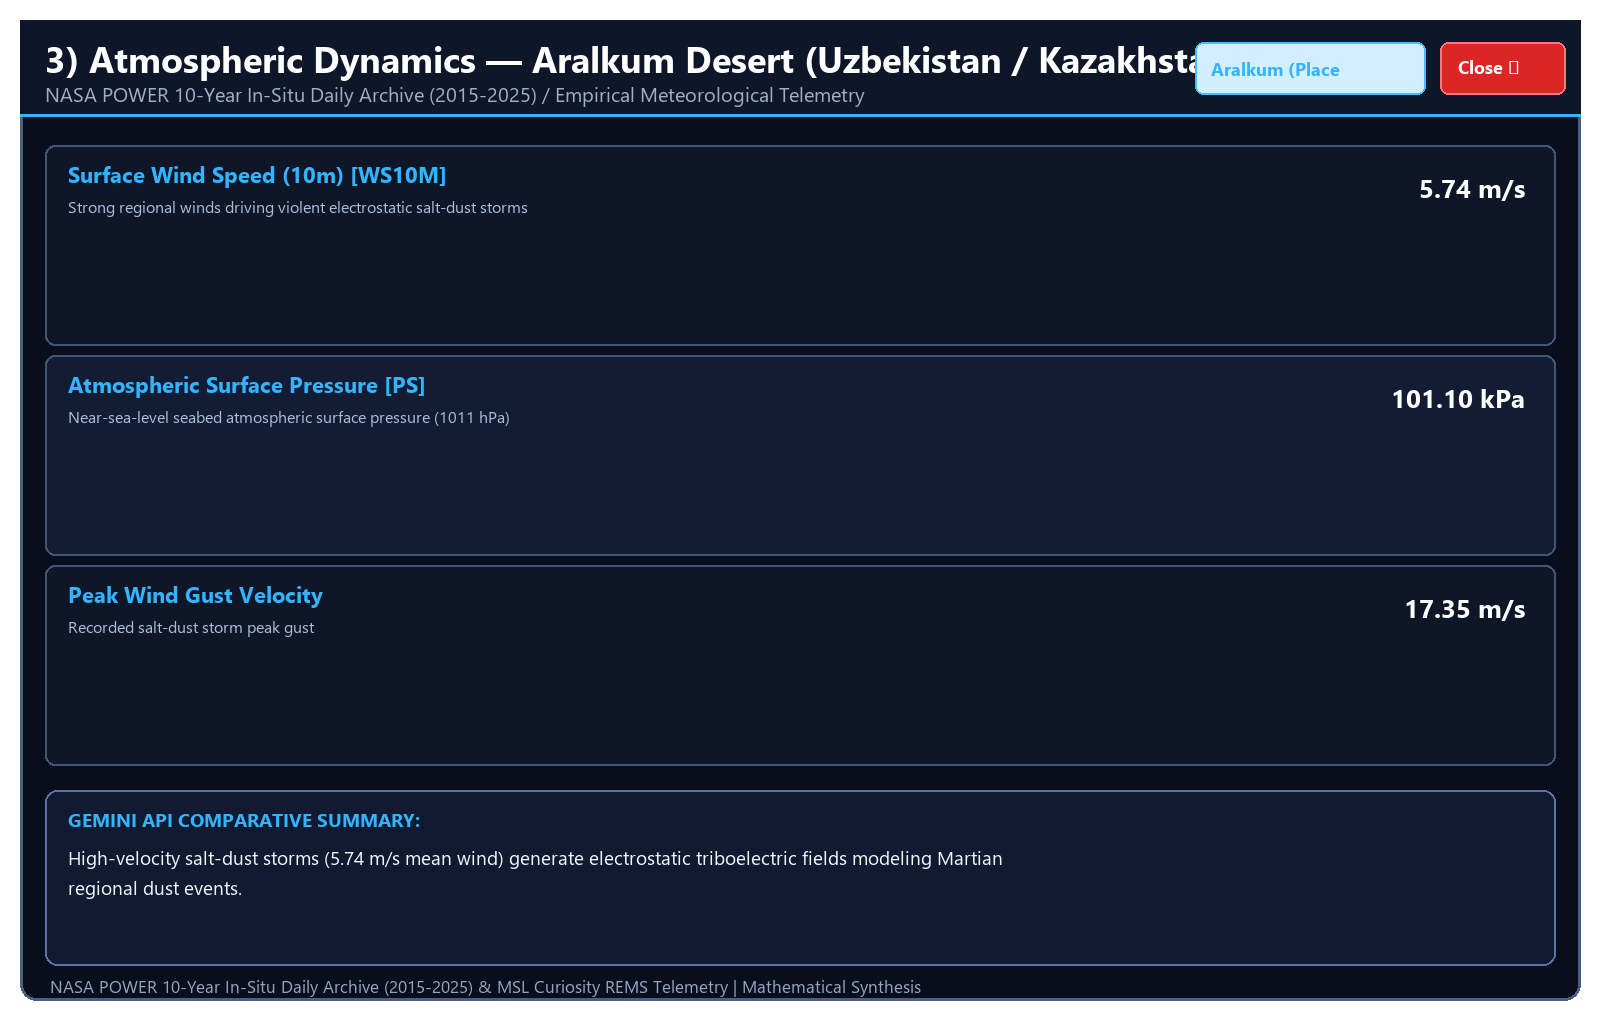 3) Atmospheric Dynamics — Aralkum Desert (Uzbekistan / Kazakhsta
Aralkum (Place
Close
NASA POWER 10-Year In-Situ Daily Archive (2015-2025) / Empirical Meteorological Telemetry
Surface Wind Speed (10m) [WS10M]
5.74 m/s
Strong regional winds driving violent electrostatic salt-dust storms
Atmospheric Surface Pressure [PS]
101.10 kPa
Near-sea-level seabed atmospheric surface pressure (1011 hPa)
Peak Wind Gust Velocity
17.35 m/s
Recorded salt-dust storm peak gust
GEMINI API COMPARATIVE SUMMARY:
High-velocity salt-dust storms (5.74 m/s mean wind) generate electrostatic triboelectric fields modeling Martian
regional dust events.
NASA POWER 10-Year In-Situ Daily Archive (2015-2025) & MSL Curiosity REMS Telemetry | Mathematical Synthesis